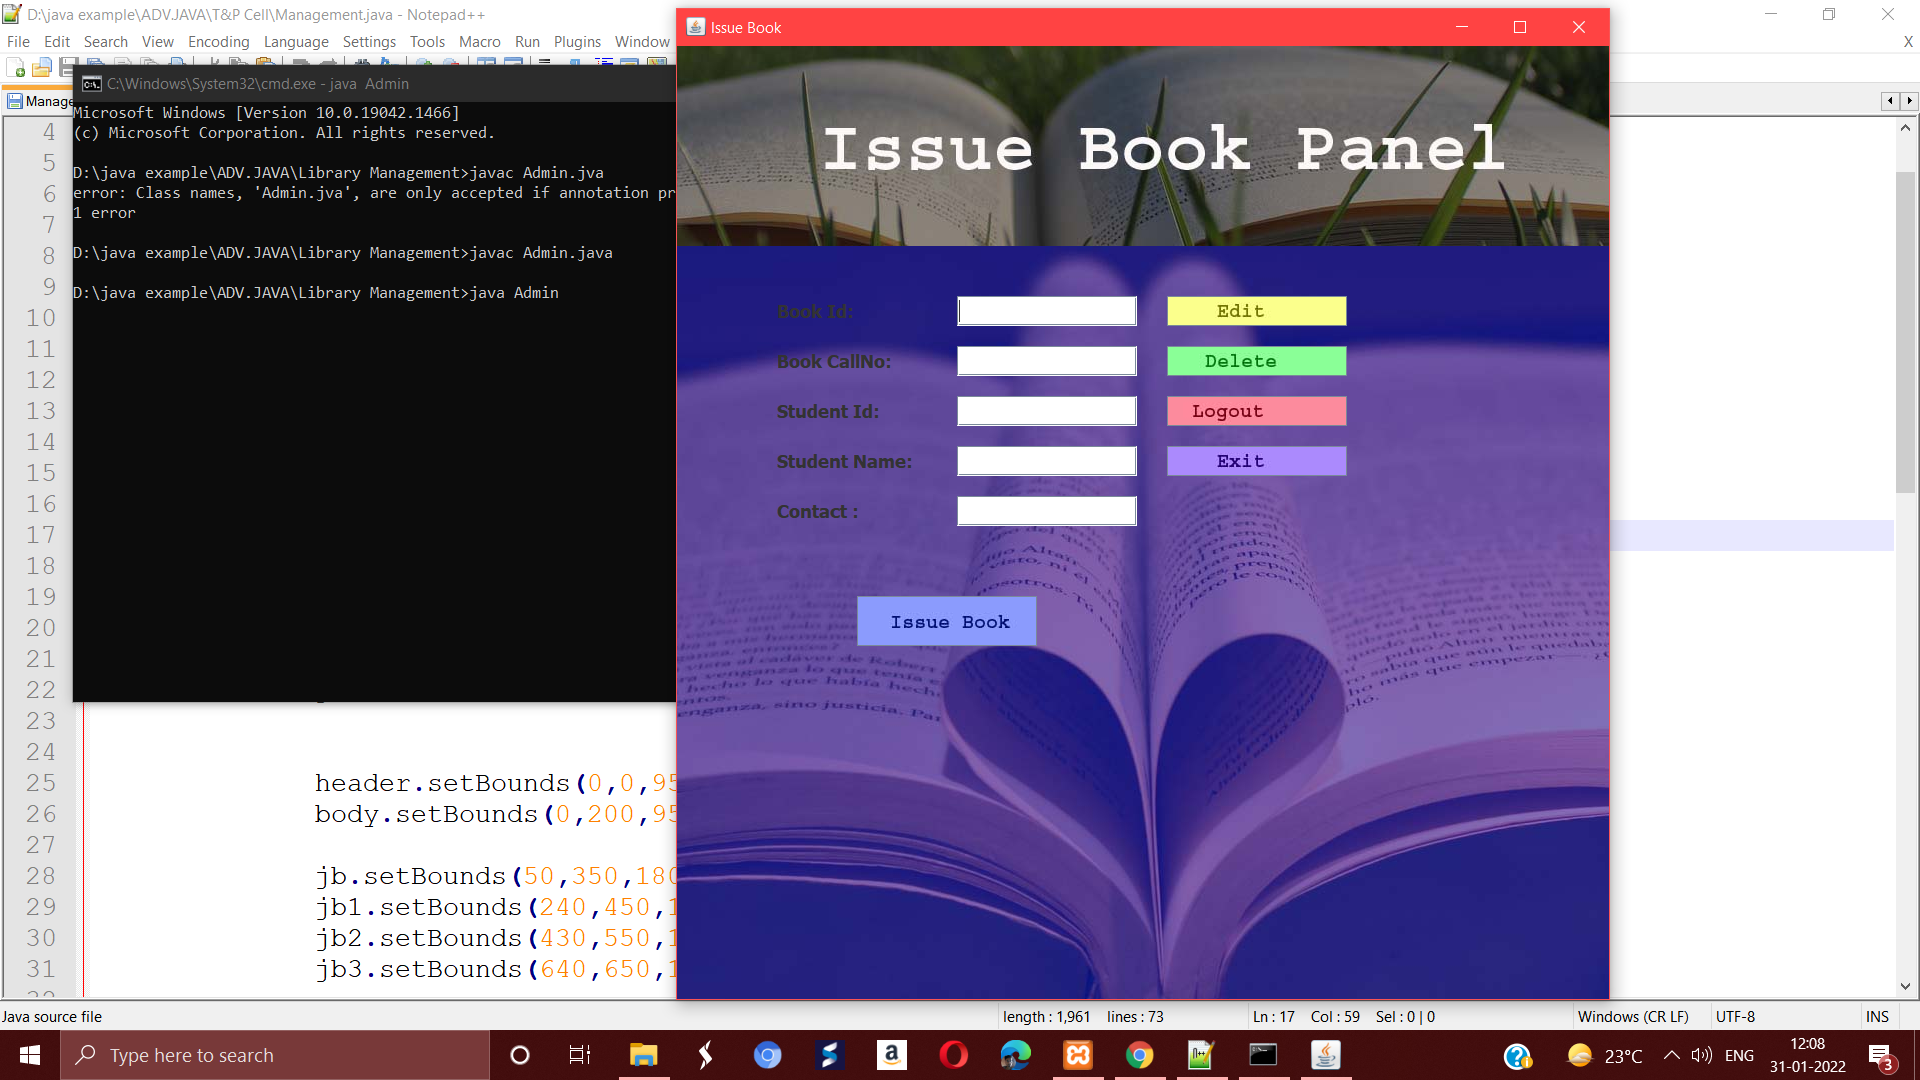 D:\java example\ADV.JAVA\T&P Cell\Management.java - Notepad++
File Edit Search View Encoding Language Settings Tools Macro Run Plugins Window
X
Manage
C:\Windows\System32\cmd.exe - java  Admin
Microsoft Windows [Version 10.0.19042.1466]
(c) Microsoft Corporation. All rights reserved.
D:\java example\ADV.JAVA\Library Management>javac Admin.jva
error: Class names, 'Admin.jva', are only accepted if annotation pr
1 error
D:\java example\ADV.JAVA\Library Management>javac Admin.java
D:\java example\ADV.JAVA\Library Management>java Admin
4
5
6
7
8
9
10
11
12
13
14
15
16
17
18
19
20
21
22
23
24
25 header.setBounds(0,0,95
26 body.setBounds(0,200,95
27
28 jb.setBounds(50,350,180
29 jb1.setBounds(240,450,1
30 jb2.setBounds(430,550,1
31 jb3.setBounds(640,650,1
Issue Book
Issue Book Panel
Book Id:
Edit
Book CallNo:
Delete
Student Id:
Logout
Student Name:
Exit
Contact :
Issue Book
Java source file
length : 1,961 lines : 73
Ln : 17 Col : 59 Sel : 0 | 0
Windows (CR LF)
UTF-8
INS
Type here to search
23°C
ENG
12:08
31-01-2022
3